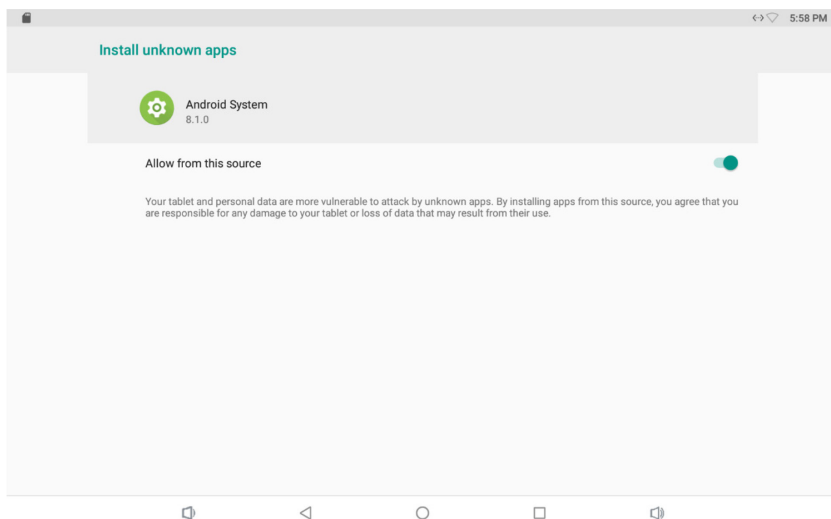 5:58 PM
Install unknown apps
Android System
8.1.0
Allow from this source
Your tablet and personal data are more vulnerable to attack by unknown apps. By installing apps from this source, you agree that you
are responsible for any damage to your tablet or loss of data that may result from their use.